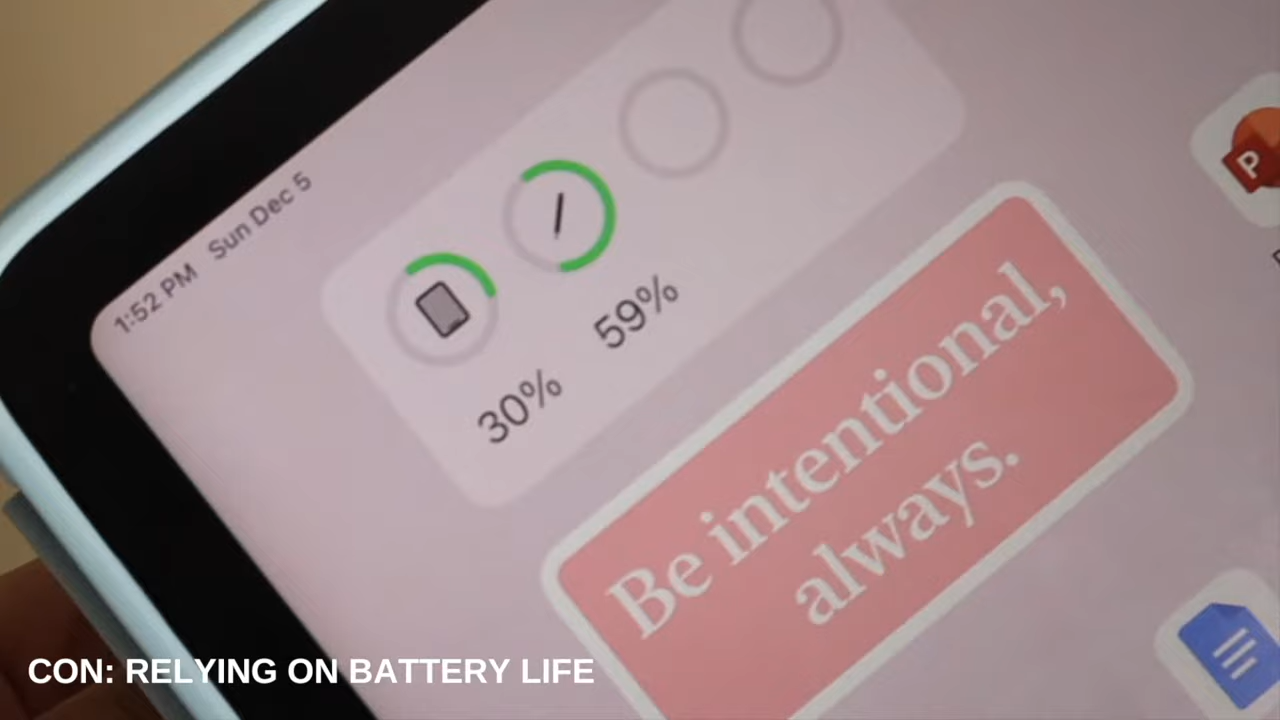 1:52 PM Sun Dec 5
30%
59%
Be intentional,
always.
P
CON: RELYING ON BATTERY LIFE